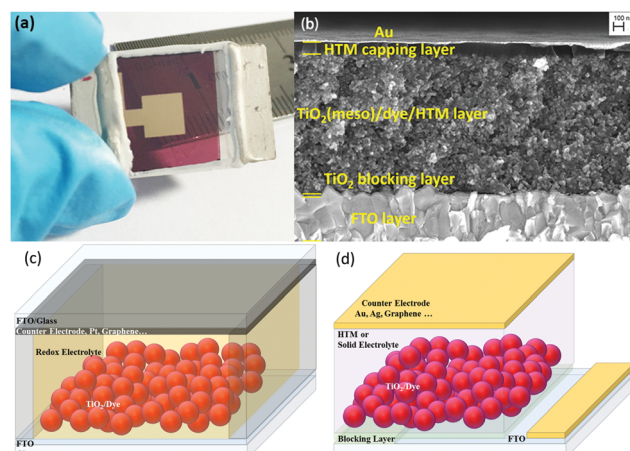 (a)
(b)
100 nm
Au
HTM capping layer
TiO₂(meso)/dye/HTM layer
TiO₂ blocking layer
FTO layer
(c)
FTO/Glass
Counter Electrode, Pt, Graphene…
Redox Electrolyte
TiO₂/Dye
FTO
(d)
Counter Electrode
Au, Ag, Graphene …
HTM or
Solid Electrolyte
TiO₂/Dye
Blocking Layer
FTO